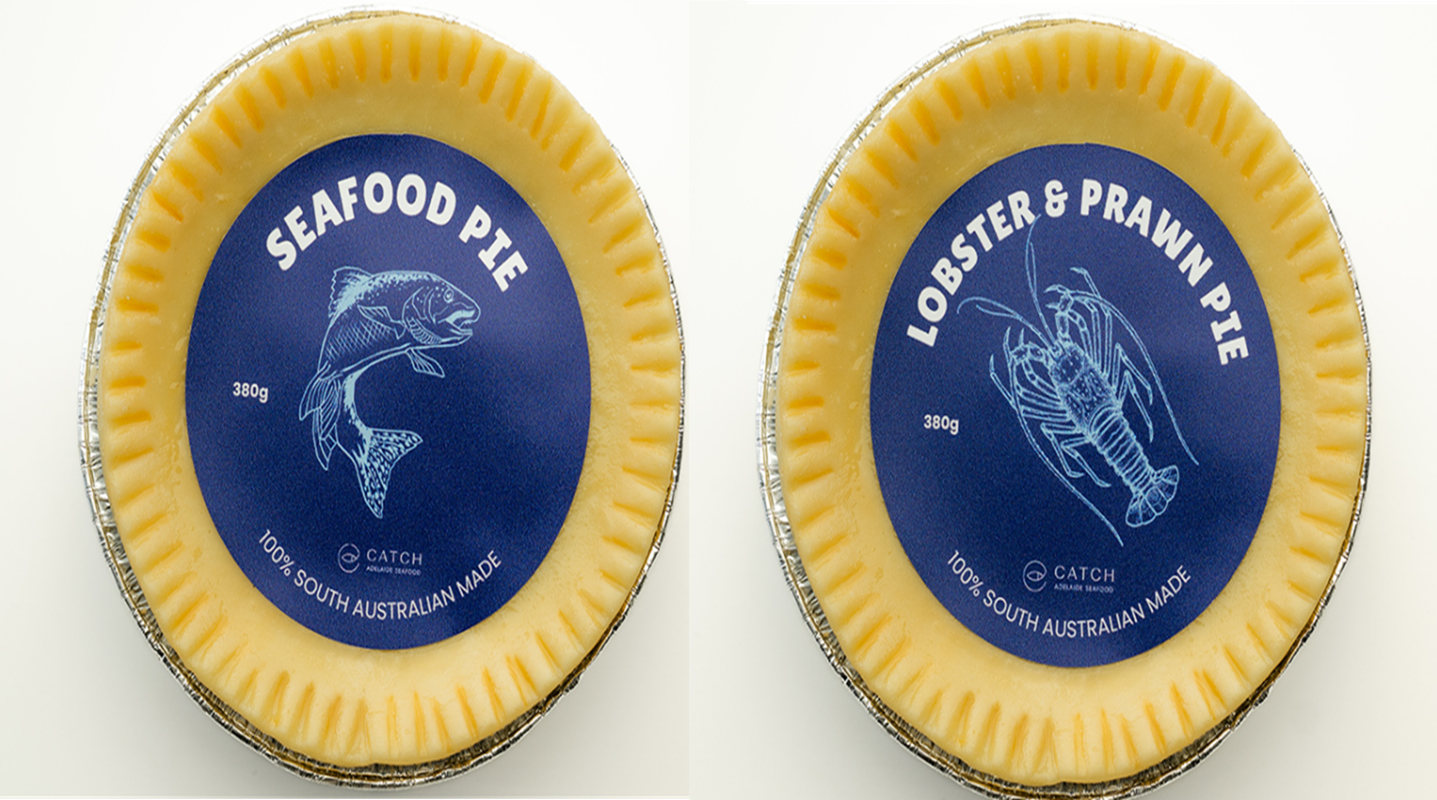 SEAFOOD PIE
380g
CATCH
ADELAIDE SEAFOOD
100% SOUTH AUSTRALIAN MADE
LOBSTER & PRAWN PIE
380g
CATCH
ADELAIDE SEAFOOD
100% SOUTH AUSTRALIAN MADE